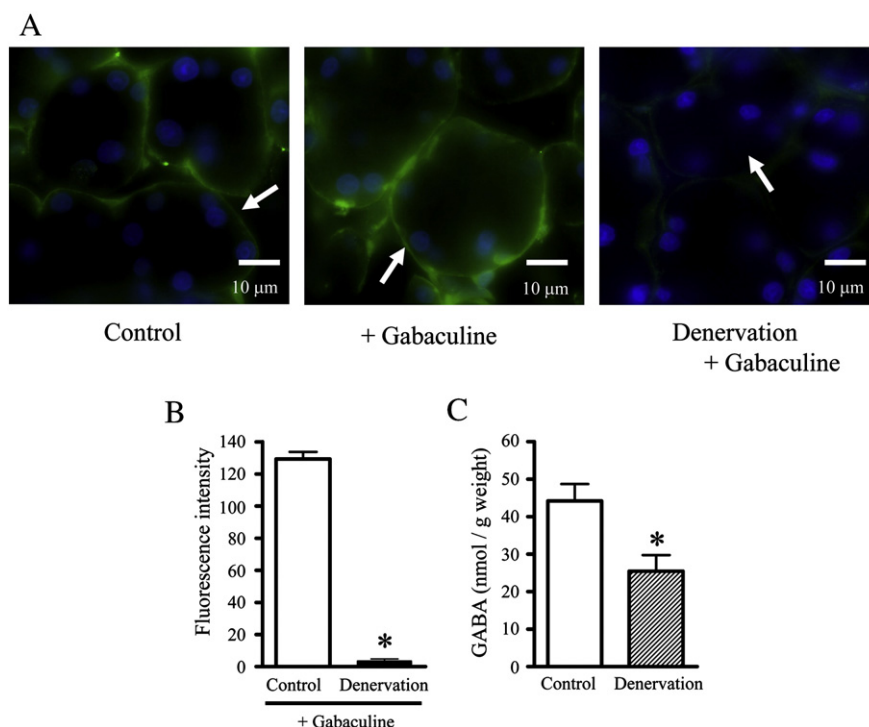 A
10 μm
10 μm
10 μm
Control
+ Gabaculine
Denervation
+ Gabaculine
B
Fluorescence intensity
140
120
100
80
60
40
20
0
*
Control
Denervation
+ Gabaculine
C
GABA (nmol / g weight)
60
50
40
30
20
10
0
*
Control
Denervation